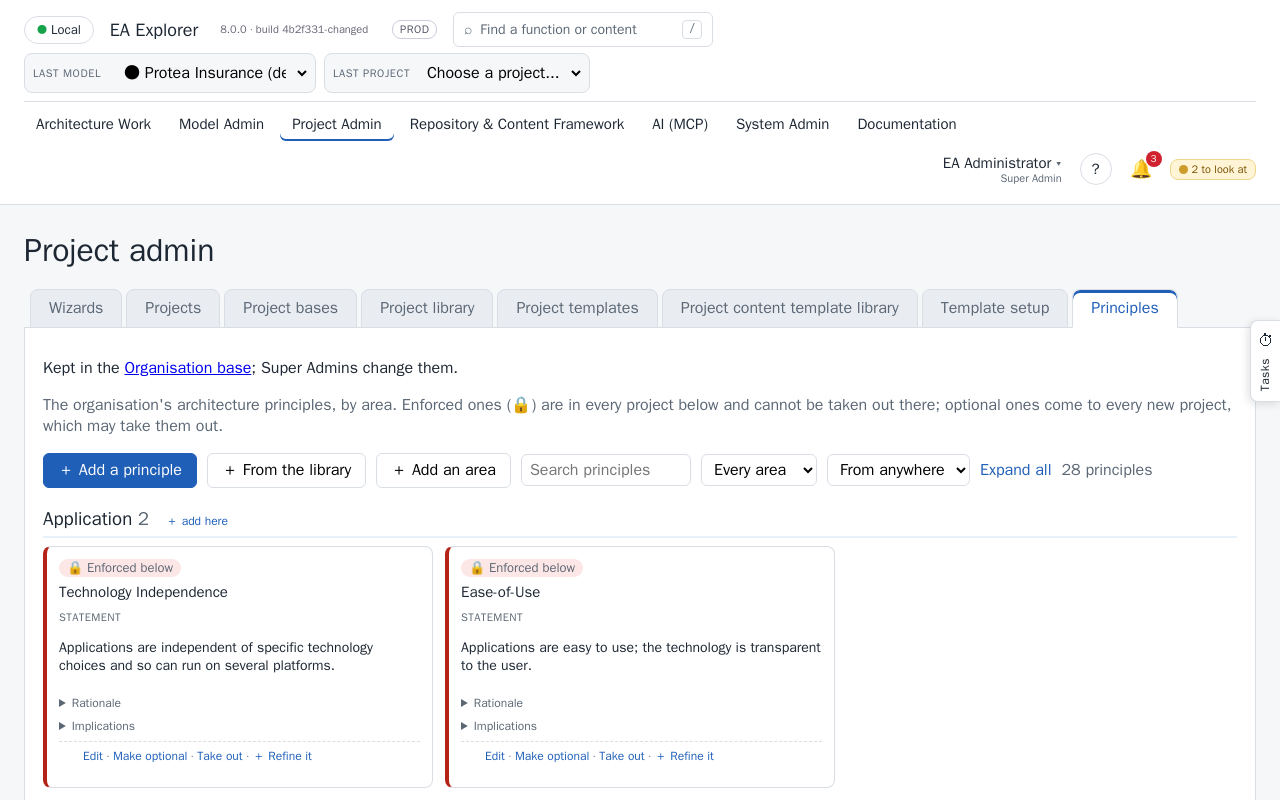 Local
EA Explorer
8.0.0 · build 4b2f331-changed
PROD
Find a function or content
/
LAST MODEL
Protea Insurance (de
LAST PROJECT
Choose a project...
Architecture Work
Model Admin
Project Admin
Repository & Content Framework
AI (MCP)
System Admin
Documentation
EA Administrator
Super Admin
?
3
2 to look at
Project admin
Wizards
Projects
Project bases
Project library
Project templates
Project content template library
Template setup
Principles
Tasks
Kept in the Organisation base; Super Admins change them.
The organisation's architecture principles, by area. Enforced ones (🔒) are in every project below and cannot be taken out there; optional ones come to every new project,
which may take them out.
+ Add a principle
+ From the library
+ Add an area
Search principles
Every area
From anywhere
Expand all
28 principles
Application 2
+ add here
🔒 Enforced below
Technology Independence
STATEMENT
Applications are independent of specific technology
choices and so can run on several platforms.
Rationale
Implications
Edit · Make optional · Take out · + Refine it
🔒 Enforced below
Ease-of-Use
STATEMENT
Applications are easy to use; the technology is transparent
to the user.
Rationale
Implications
Edit · Make optional · Take out · + Refine it